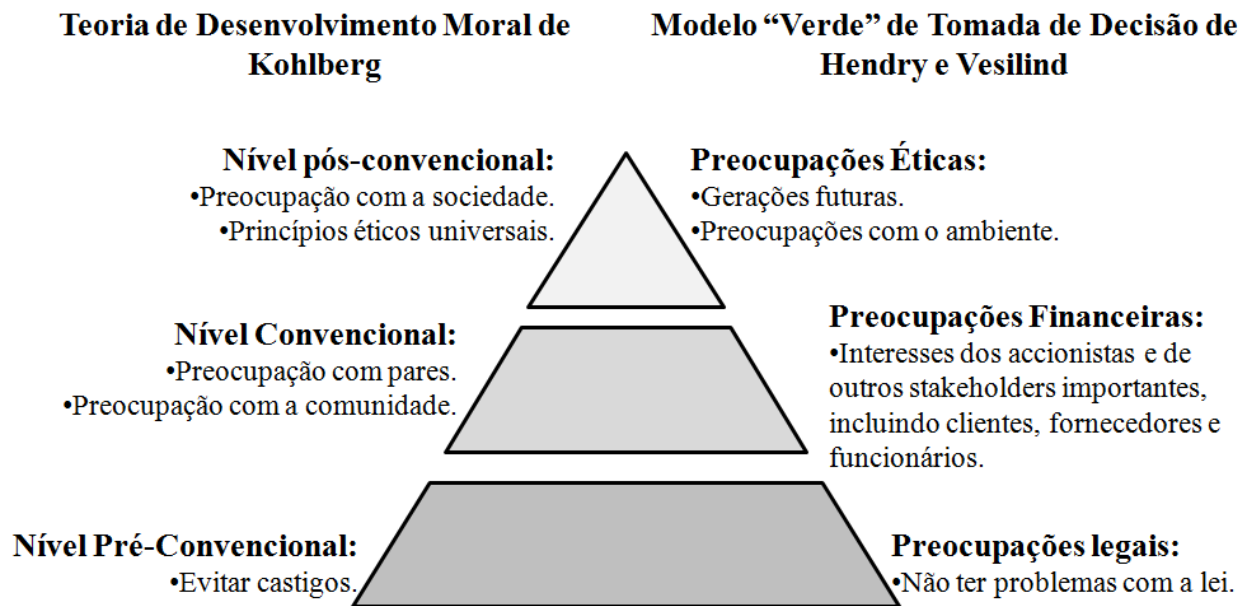 Teoria de Desenvolvimento Moral de
Kohlberg
Modelo “Verde” de Tomada de Decisão de
Hendry e Vesilind
Nível pós-convencional:
•Preocupação com a sociedade.
•Princípios éticos universais.
Preocupações Éticas:
•Gerações futuras.
•Preocupações com o ambiente.
Nível Convencional:
•Preocupação com pares.
•Preocupação com a comunidade.
Preocupações Financeiras:
•Interesses dos accionistas e de
outros stakeholders importantes,
incluindo clientes, fornecedores e
funcionários.
Nível Pré-Convencional:
•Evitar castigos.
Preocupações legais:
•Não ter problemas com a lei.